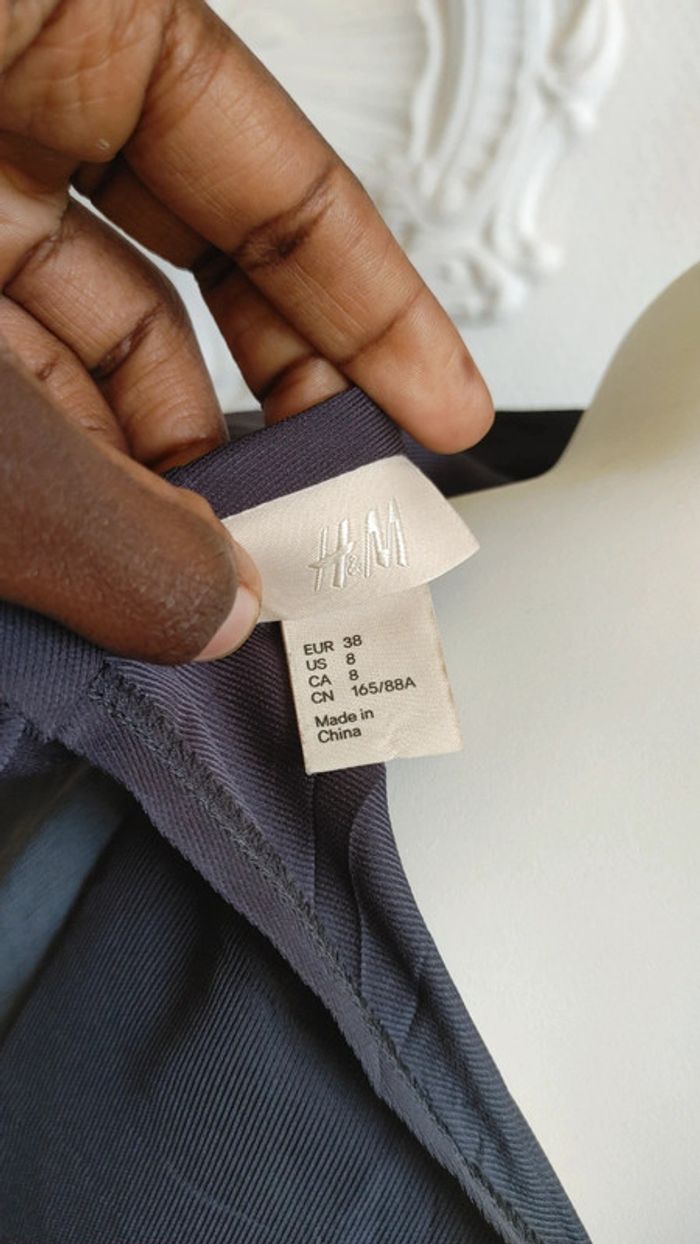 H&M
EUR 38
US 8
CA 8
CN 165/88A
Made in
China